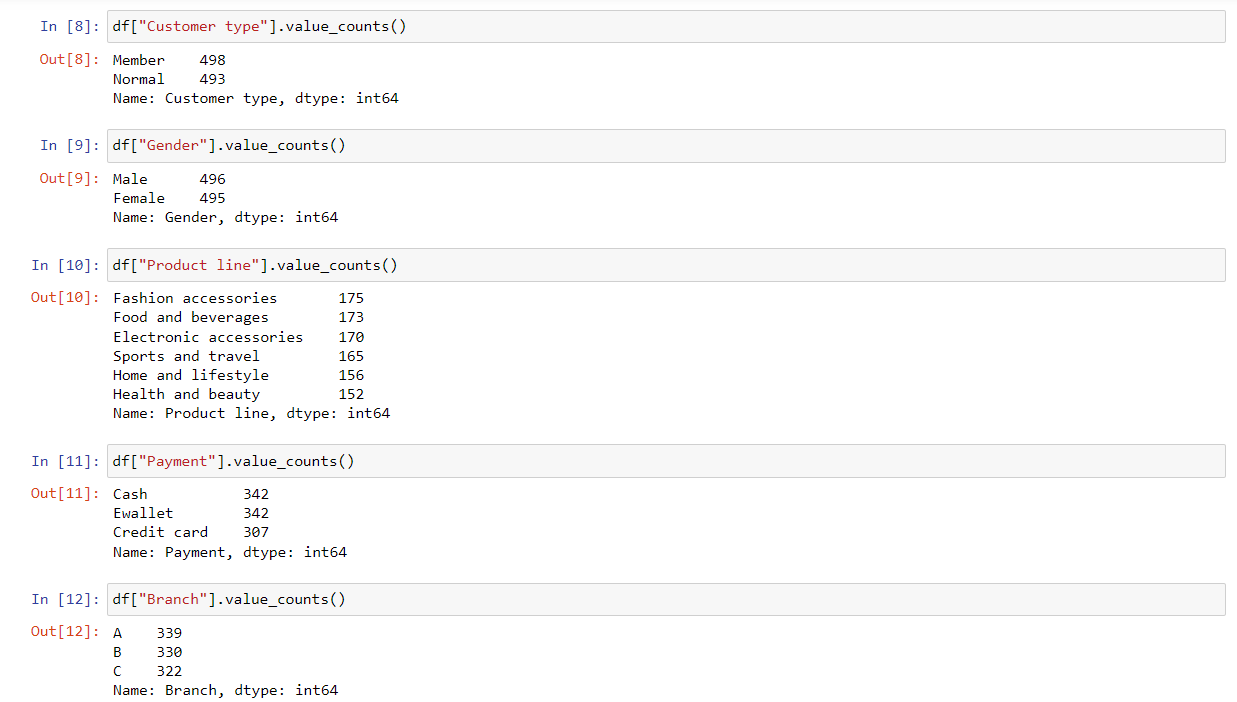 In [8]: df["Customer type"].value_counts()
Out[8]: Member    498
Normal    493
Name: Customer type, dtype: int64
In [9]: df["Gender"].value_counts()
Out[9]: Male      496
Female    495
Name: Gender, dtype: int64
In [10]: df["Product line"].value_counts()
Out[10]: Fashion accessories       175
Food and beverages        173
Electronic accessories    170
Sports and travel         165
Home and lifestyle        156
Health and beauty         152
Name: Product line, dtype: int64
In [11]: df["Payment"].value_counts()
Out[11]: Cash           342
Ewallet        342
Credit card    307
Name: Payment, dtype: int64
In [12]: df["Branch"].value_counts()
Out[12]: A    339
B    330
C    322
Name: Branch, dtype: int64